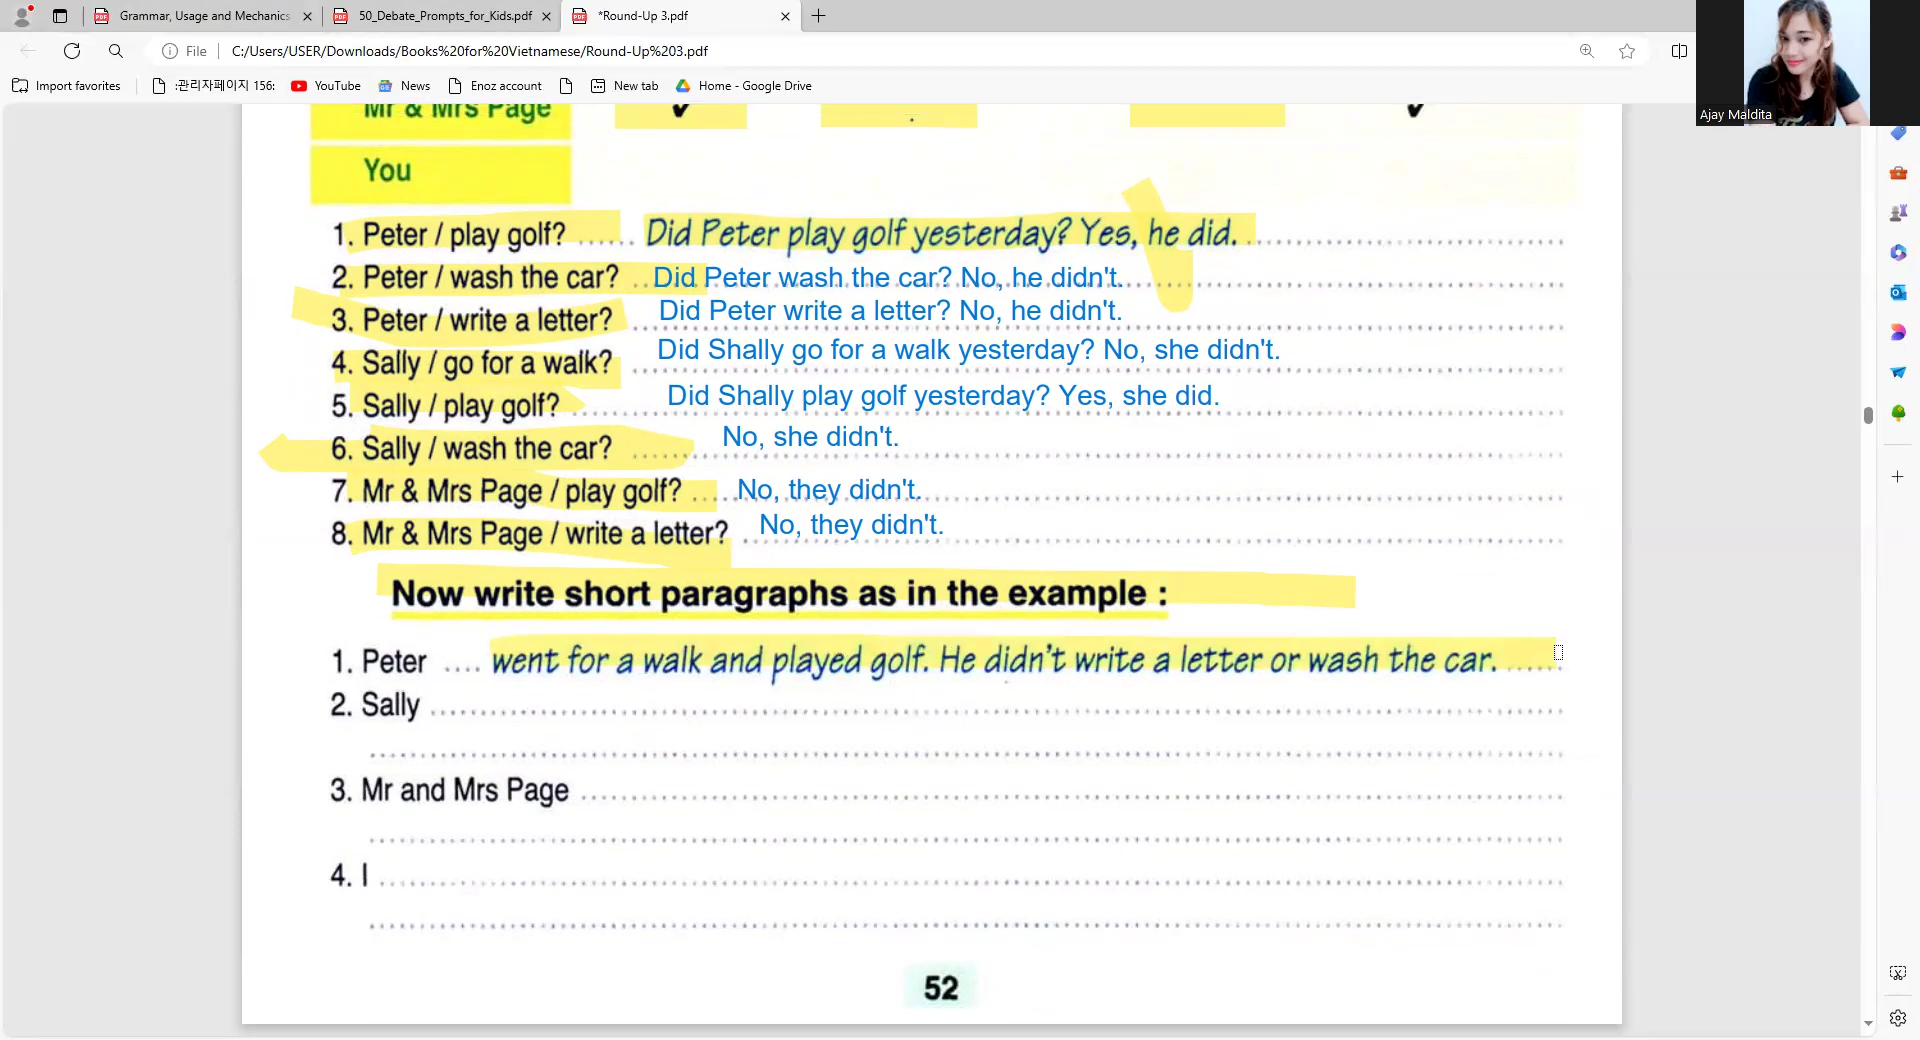 Grammar, Usage and Mechanics
50_Debate_Prompts_for_Kids.pdf
*Round-Up 3.pdf
File
C:/Users/USER/Downloads/Books%20for%20Vietnamese/Round-Up%203.pdf
Import favorites
:관리자페이지 156:
YouTube
News
Enoz account
New tab
Home - Google Drive
Ajay Maldita
Mr & Mrs Page
You
1. Peter / play golf? ...... Did Peter play golf yesterday? Yes, he did.
2. Peter / wash the car? Did Peter wash the car? No, he didn't.
3. Peter / write a letter? Did Peter write a letter? No, he didn't.
4. Sally / go for a walk? Did Shally go for a walk yesterday? No, she didn't.
5. Sally / play golf? Did Shally play golf yesterday? Yes, she did.
6. Sally / wash the car? No, she didn't.
7. Mr & Mrs Page / play golf? No, they didn't.
8. Mr & Mrs Page / write a letter? No, they didn't.
Now write short paragraphs as in the example :
1. Peter .... went for a walk and played golf. He didn't write a letter or wash the car.
2. Sally
3. Mr and Mrs Page
4. I
52